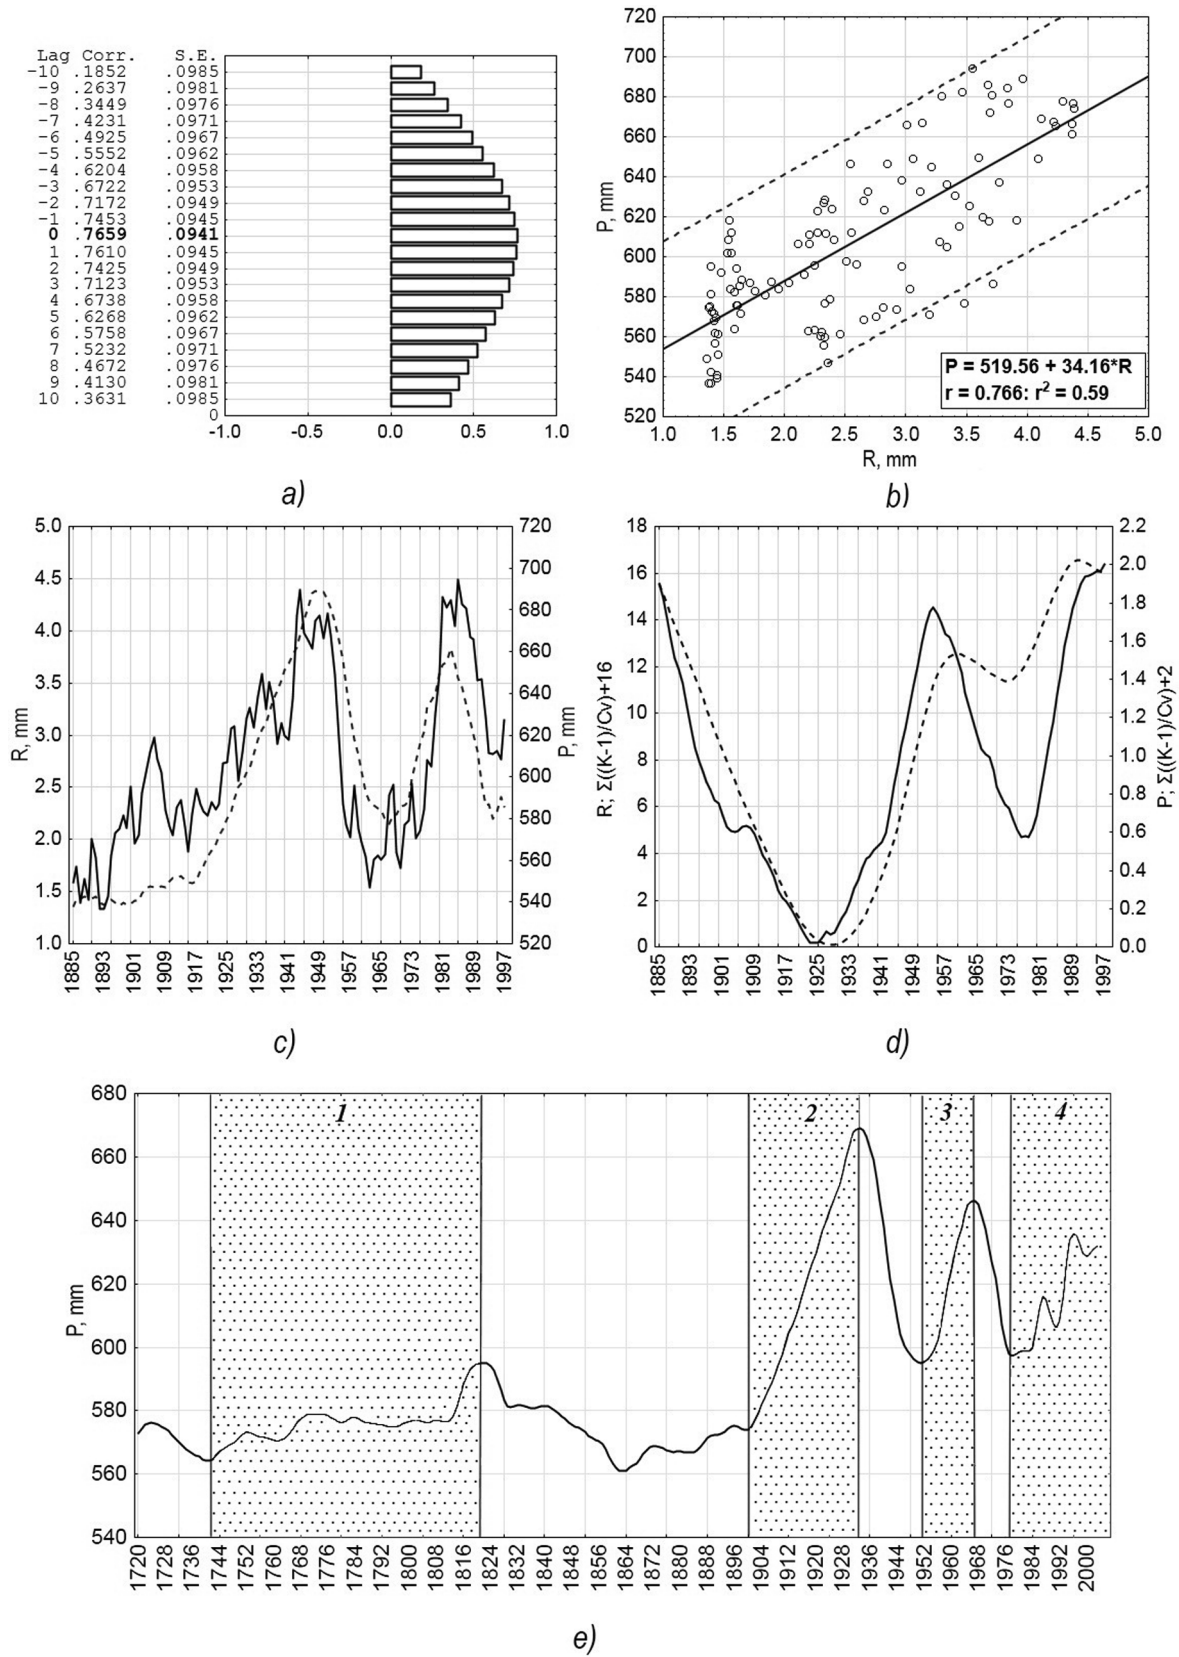 Lag Corr. S.E.
-10 .1852 .0985
-9 .2637 .0981
-8 .3449 .0976
-7 .4231 .0971
-6 .4925 .0967
-5 .5552 .0962
-4 .6204 .0958
-3 .6722 .0953
-2 .7172 .0949
-1 .7453 .0945
0 .7659 .0941
1 .7610 .0945
2 .7425 .0949
3 .7123 .0953
4 .6738 .0958
5 .6268 .0962
6 .5758 .0967
7 .5232 .0971
8 .4672 .0976
9 .4130 .0981
10 .3631 .0985
0
-1.0 -0.5 0.0 0.5 1.0
a)
720
700
680
660
640
620
600
580
560
540
520
P, mm
P = 519.56 + 34.16*R
r = 0.766: r² = 0.59
1.0 1.5 2.0 2.5 3.0 3.5 4.0 4.5 5.0
R, mm
b)
5.0
4.5
4.0
3.5
3.0
2.5
2.0
1.5
1.0
R, mm
720
700
680
660
640
620
600
580
560
540
520
P, mm
1885 1893 1901 1909 1917 1925 1933 1941 1949 1957 1965 1973 1981 1989 1997
c)
18
16
14
12
10
8
6
4
2
0
R; Σ((K-1)/Cv)+16
2.2
2.0
1.8
1.6
1.4
1.2
1.0
0.8
0.6
0.4
0.2
0.0
P; Σ((K-1)/Cv)+2
1885 1893 1901 1909 1917 1925 1933 1941 1949 1957 1965 1973 1981 1989 1997
d)
680
660
640
620
600
580
560
540
P, mm
1 2 3 4
1720 1728 1736 1744 1752 1760 1768 1776 1784 1792 1800 1808 1816 1824 1832 1840 1848 1856 1864 1872 1880 1888 1896 1904 1912 1920 1928 1936 1944 1952 1960 1968 1976 1984 1992 2000
e)